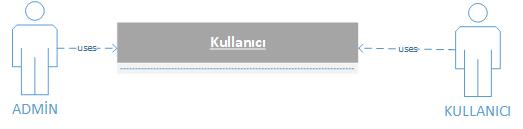 Kullanıcı
uses
uses
ADMİN
KULLANICI